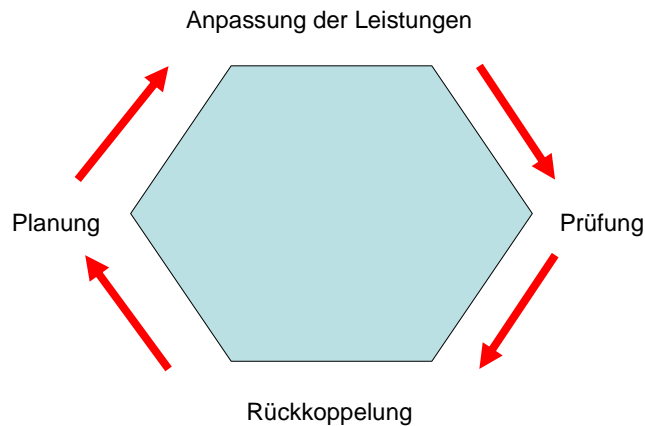 Anpassung der Leistungen
Planung
Prüfung
Rückkoppelung